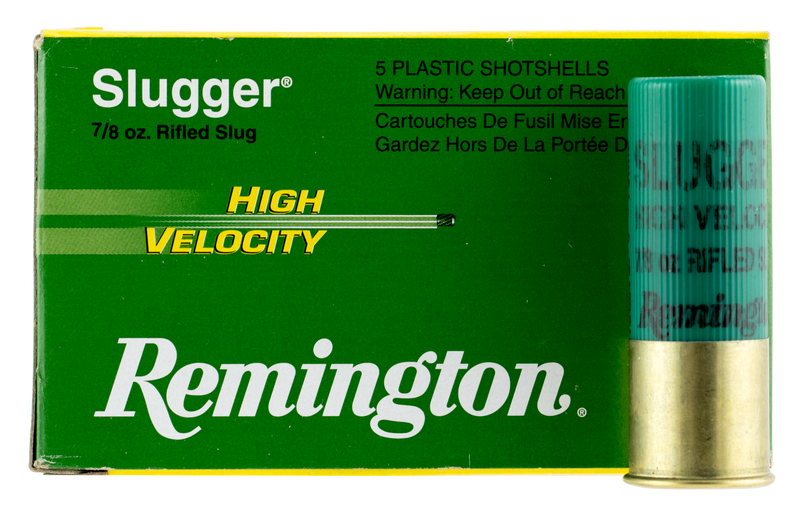 Slugger®
7/8 oz. Rifled Slug
5 PLASTIC SHOTSHELLS
Warning: Keep Out of Reach
Cartouches De Fusil Mise En
Gardez Hors De La Portée D
HIGH
VELOCITY
Remington®
SLUGGE
HIGH VELOC
7/8 oz RIFLED S
Remington